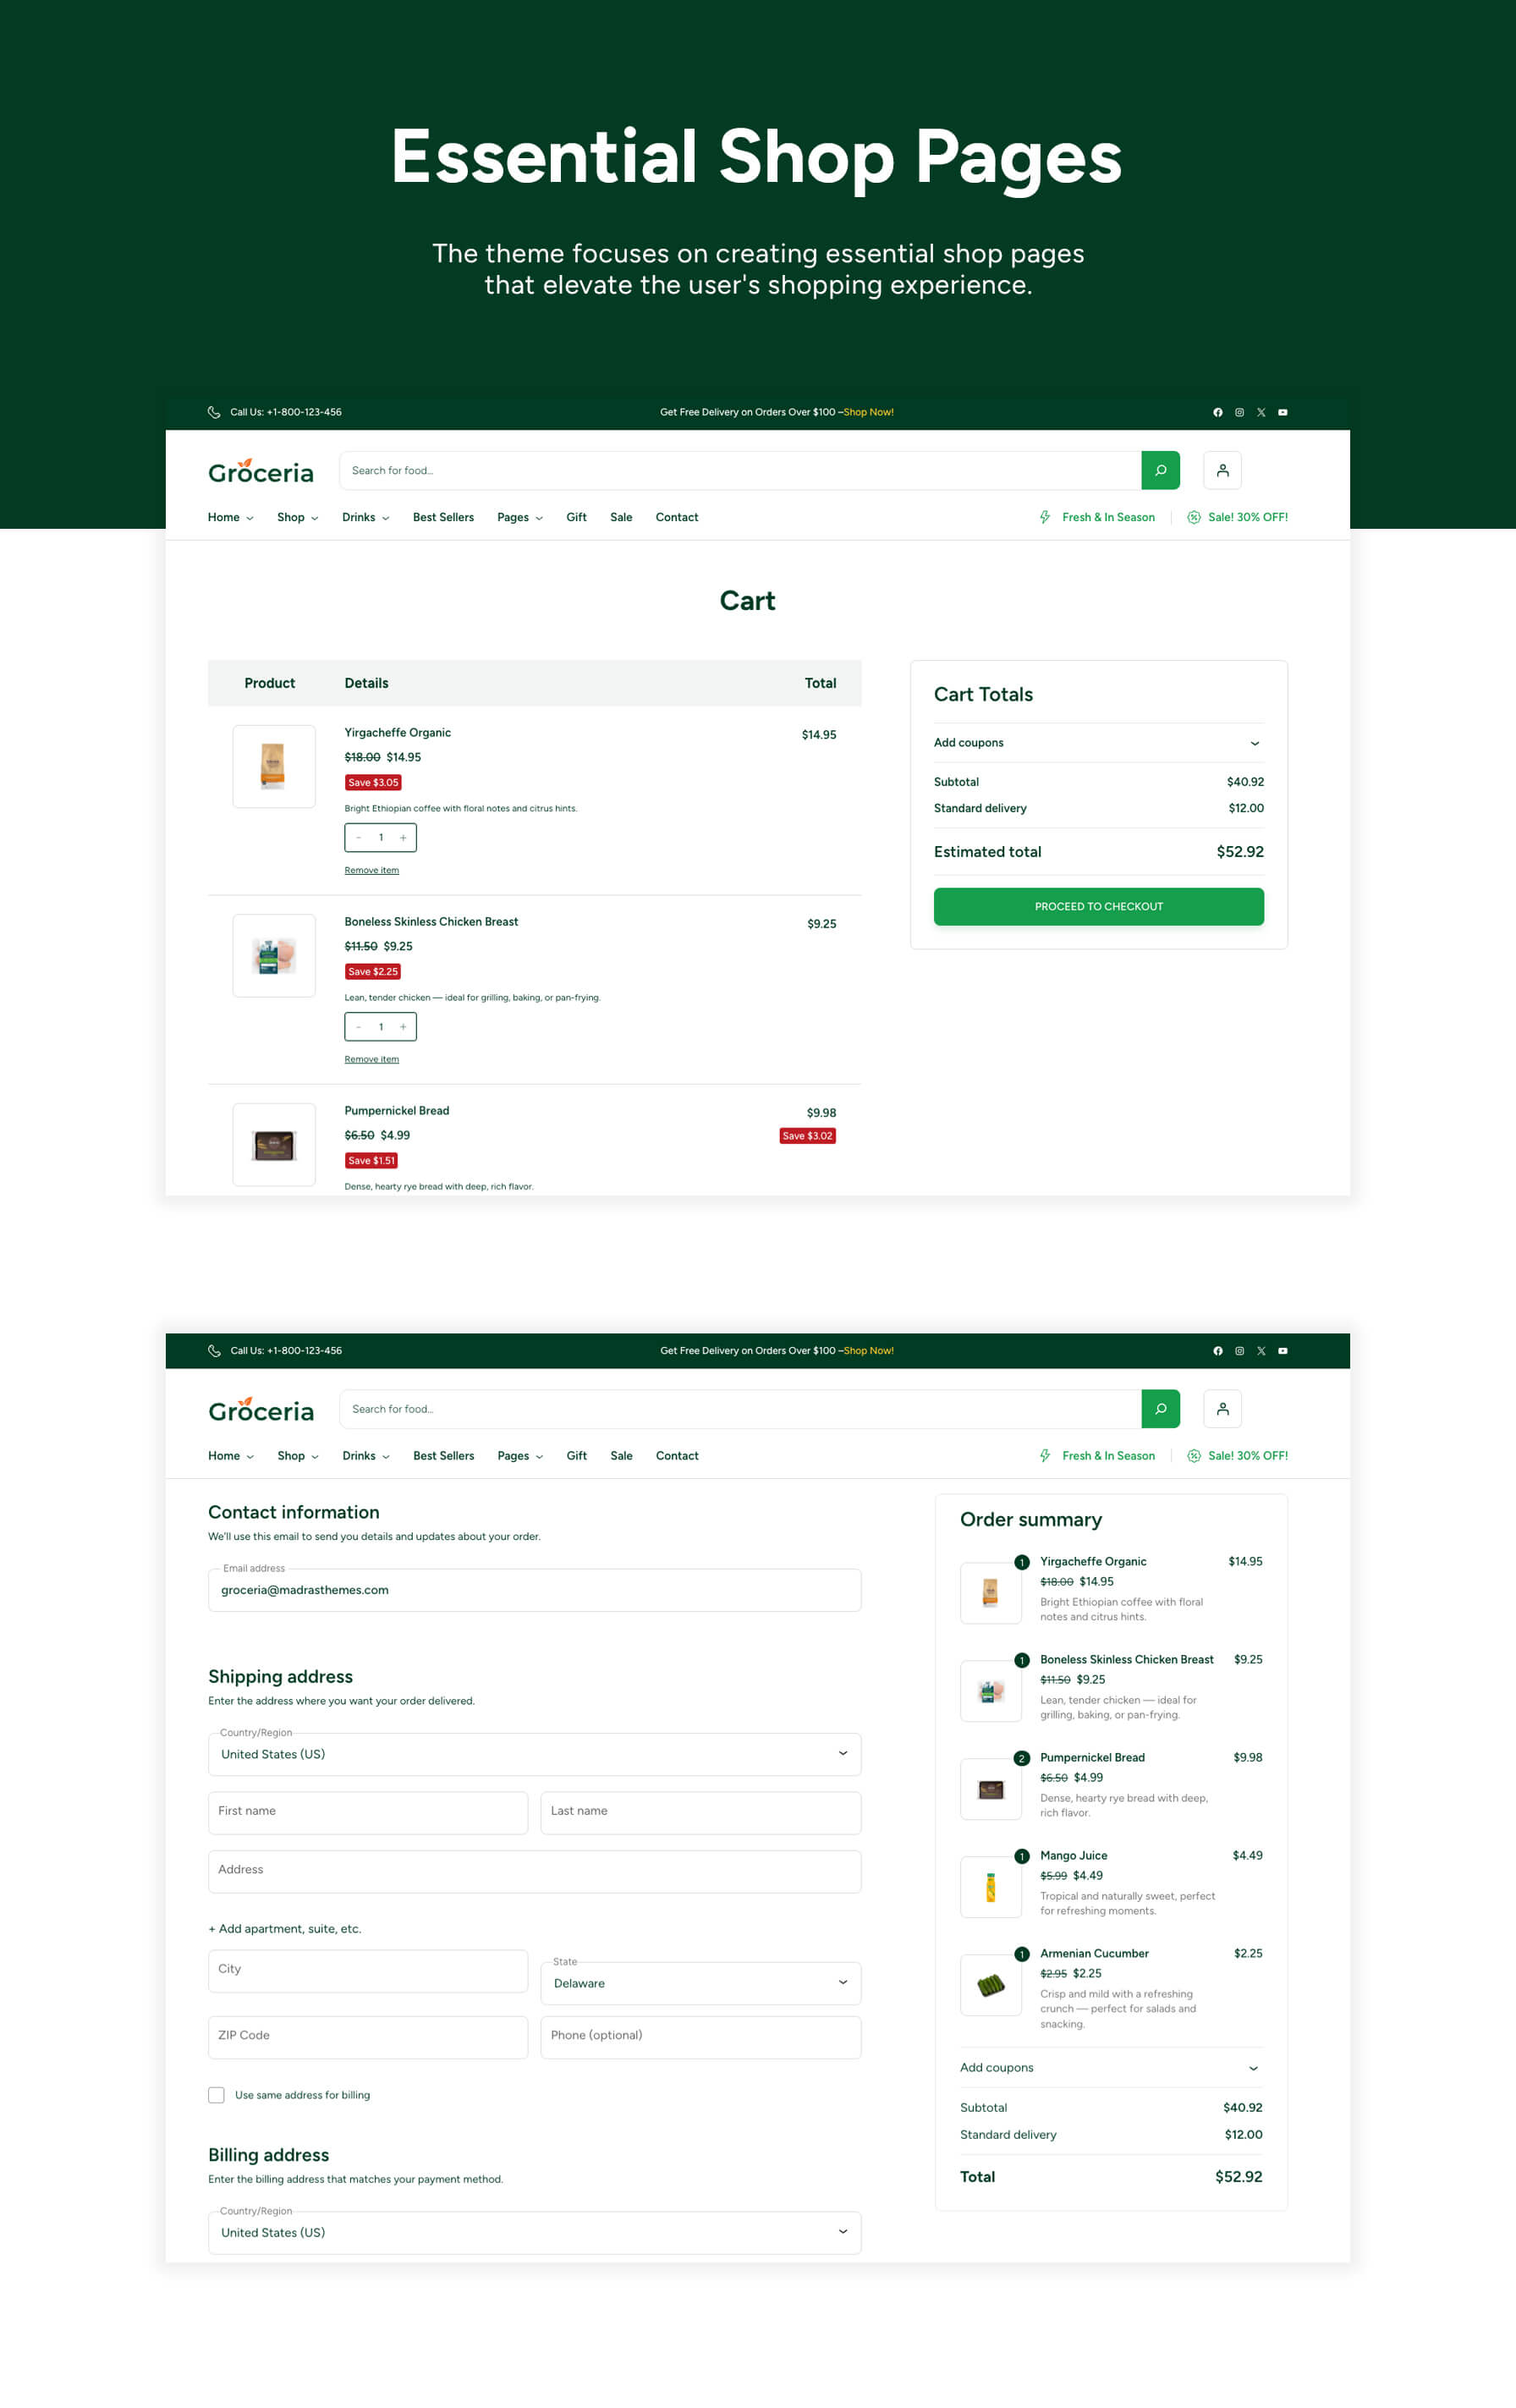 Essential Shop Pages
The theme focuses on creating essential shop pages
that elevate the user's shopping experience.
Call Us: +1-800-123-456
Get Free Delivery on Orders Over $100 –Shop Now!
Groceria
Search for food...
Home
Shop
Drinks
Best Sellers
Pages
Gift
Sale
Contact
Fresh & In Season
Sale! 30% OFF!
Cart
Product
Details
Total
Yirgacheffe Organic
$14.95
$18.00 $14.95
Save $3.05
Bright Ethiopian coffee with floral notes and citrus hints.
- 1 +
Remove item
Boneless Skinless Chicken Breast
$9.25
$11.50 $9.25
Save $2.25
Lean, tender chicken — ideal for grilling, baking, or pan-frying.
- 1 +
Remove item
Pumpernickel Bread
$9.98
$6.50 $4.99
Save $3.02
Save $1.51
Dense, hearty rye bread with deep, rich flavor.
Cart Totals
Add coupons
Subtotal
$40.92
Standard delivery
$12.00
Estimated total
$52.92
PROCEED TO CHECKOUT
Call Us: +1-800-123-456
Get Free Delivery on Orders Over $100 –Shop Now!
Groceria
Search for food...
Home
Shop
Drinks
Best Sellers
Pages
Gift
Sale
Contact
Fresh & In Season
Sale! 30% OFF!
Contact information
We'll use this email to send you details and updates about your order.
Email address
groceria@madrasthemes.com
Shipping address
Enter the address where you want your order delivered.
Country/Region
United States (US)
First name
Last name
Address
+ Add apartment, suite, etc.
City
State
Delaware
ZIP Code
Phone (optional)
Use same address for billing
Billing address
Enter the billing address that matches your payment method.
Country/Region
United States (US)
Order summary
1
Yirgacheffe Organic
$14.95
$18.00 $14.95
Bright Ethiopian coffee with floral
notes and citrus hints.
1
Boneless Skinless Chicken Breast
$9.25
$11.50 $9.25
Lean, tender chicken — ideal for
grilling, baking, or pan-frying.
2
Pumpernickel Bread
$9.98
$6.50 $4.99
Dense, hearty rye bread with deep,
rich flavor.
1
Mango Juice
$4.49
$5.99 $4.49
Tropical and naturally sweet, perfect
for refreshing moments.
1
Armenian Cucumber
$2.25
$2.95 $2.25
Crisp and mild with a refreshing
crunch — perfect for salads and
snacking.
Add coupons
Subtotal
$40.92
Standard delivery
$12.00
Total
$52.92